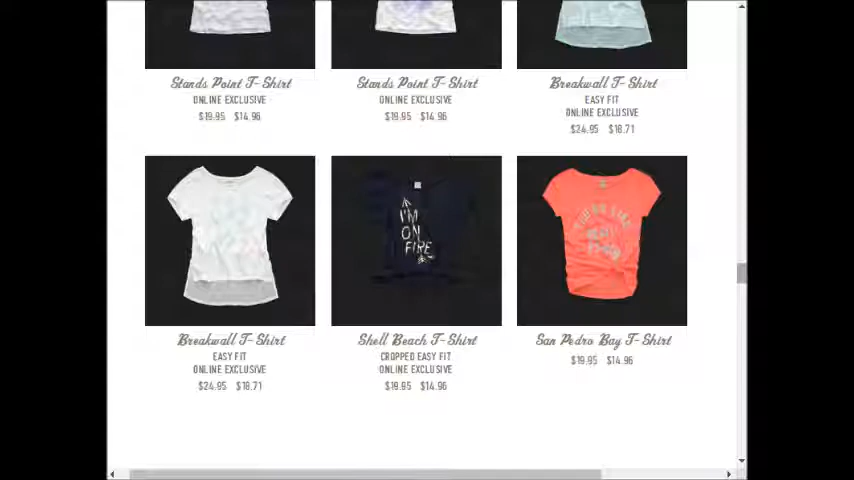 Stands Point T-Shirt
ONLINE EXCLUSIVE
$19.95 $14.96
Stands Point T-Shirt
ONLINE EXCLUSIVE
$19.95 $14.96
Breakwall T-Shirt
EASY FIT
ONLINE EXCLUSIVE
$24.95 $18.71
I'M
ON
FIRE
Breakwall T-Shirt
EASY FIT
ONLINE EXCLUSIVE
$24.95 $18.71
Shell Beach T-Shirt
CROPPED EASY FIT
ONLINE EXCLUSIVE
$19.95 $14.96
San Pedro Bay T-Shirt
$19.95 $14.96